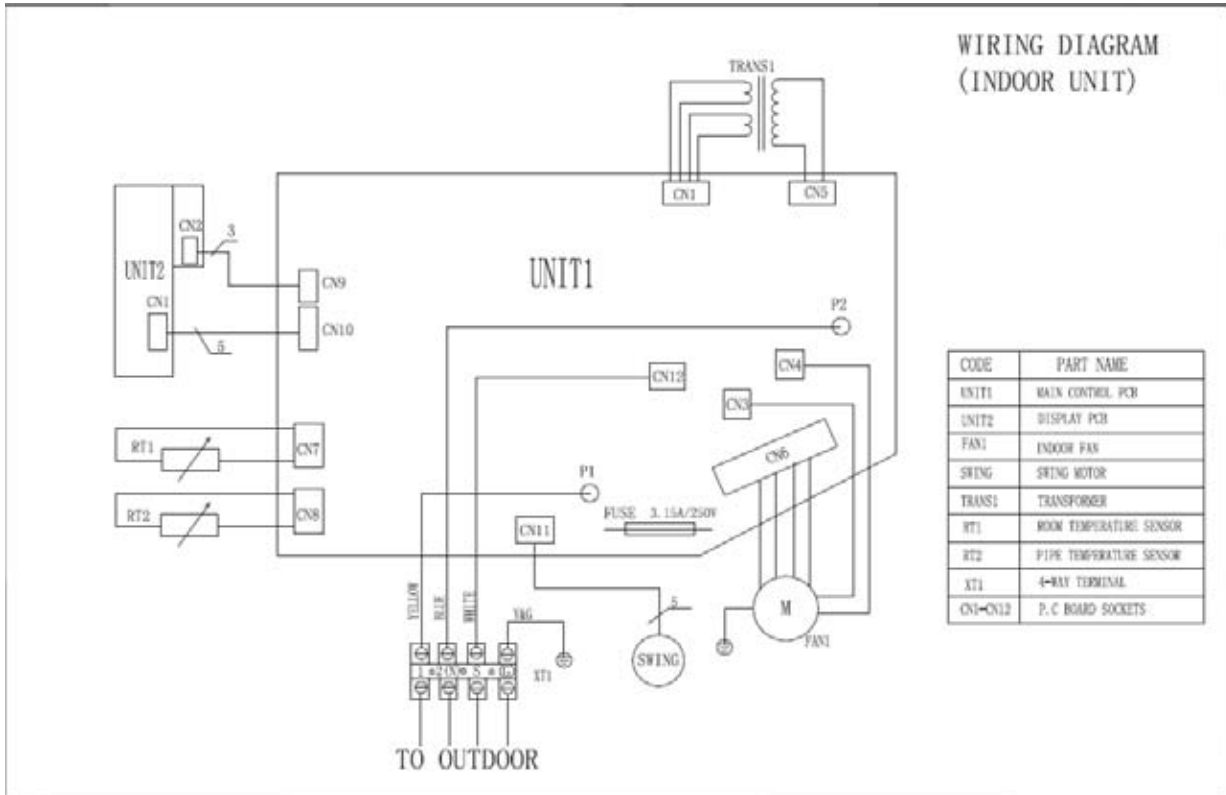 WIRING DIAGRAM
(INDOOR UNIT)
TRANS1
CN1
CN5
CN2
3
UNIT2
CN9
UNIT1
CN1
CN10
5
P2
CN12
CN4
CN3
RT1
CN7
CN6
P1
RT2
CN8
FUSE 3.15A/250V
CN11
YELLOW
BLUE
WHITE
Y&G
5
M
FAN1
SWING
1 2(N) S
XT1
TO OUTDOOR
CODE PART NAME
UNIT1 MAIN CONTROL PCB
UNIT2 DISPLAY PCB
FAN1 INDOOR FAN
SWING SWING MOTOR
TRANS1 TRANSFORMER
RT1 ROOM TEMPERATURE SENSOR
RT2 PIPE TEMPERATURE SENSOR
XT1 4-WAY TERMINAL
CN1-CN12 P.C BOARD SOCKETS